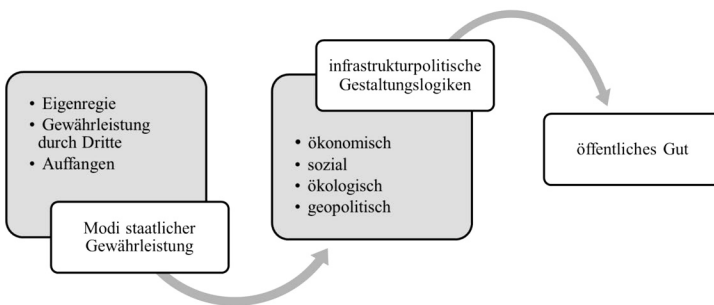 • Eigenregie
• Gewährleistung
durch Dritte
• Auffangen
Modi staatlicher
Gewährleistung
infrastrukturpolitische
Gestaltungslogiken
• ökonomisch
• sozial
• ökologisch
• geopolitisch
öffentliches Gut